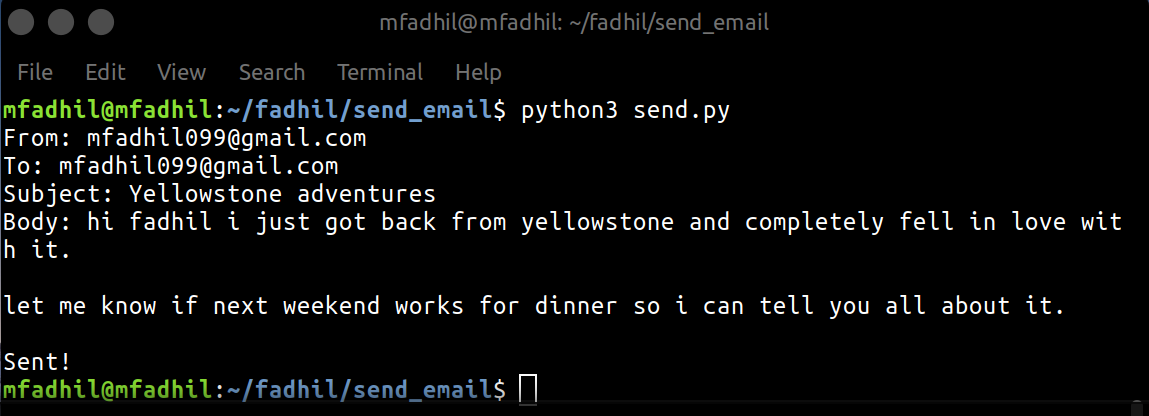 mfadhil@mfadhil: ~/fadhil/send_email
File Edit View Search Terminal Help
mfadhil@mfadhil:~/fadhil/send_email$ python3 send.py
From: mfadhil099@gmail.com
To: mfadhil099@gmail.com
Subject: Yellowstone adventures
Body: hi fadhil i just got back from yellowstone and completely fell in love wit
h it.
let me know if next weekend works for dinner so i can tell you all about it.
Sent!
mfadhil@mfadhil:~/fadhil/send_email$